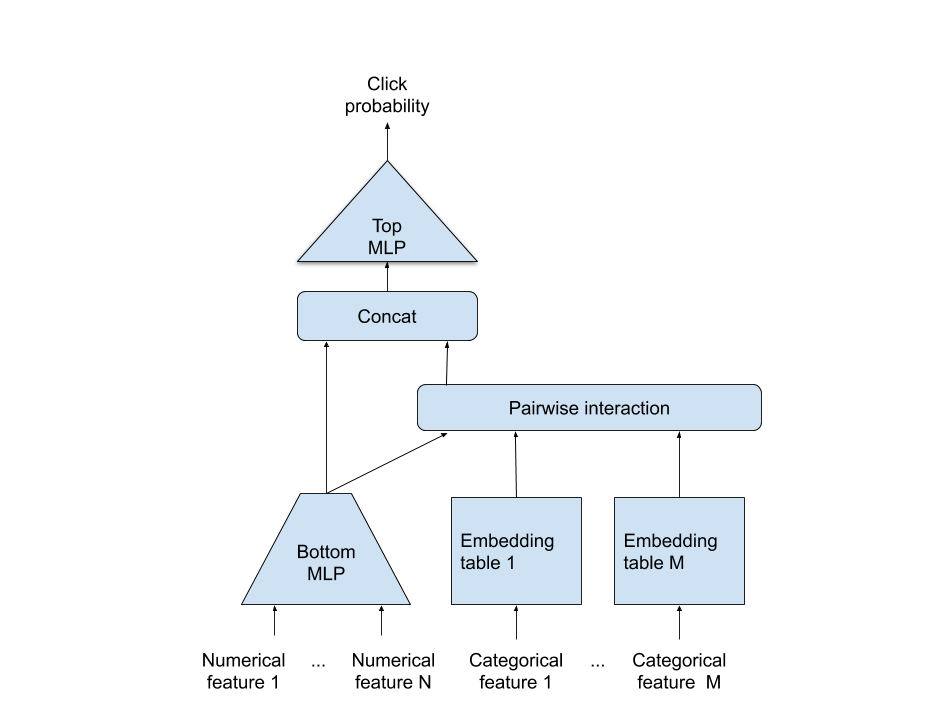 Click
probability
Top
MLP
Concat
Pairwise interaction
Bottom
MLP
Embedding
table 1
Embedding
table M
Numerical
feature 1
...
Numerical
feature N
Categorical
feature 1
...
Categorical
feature M